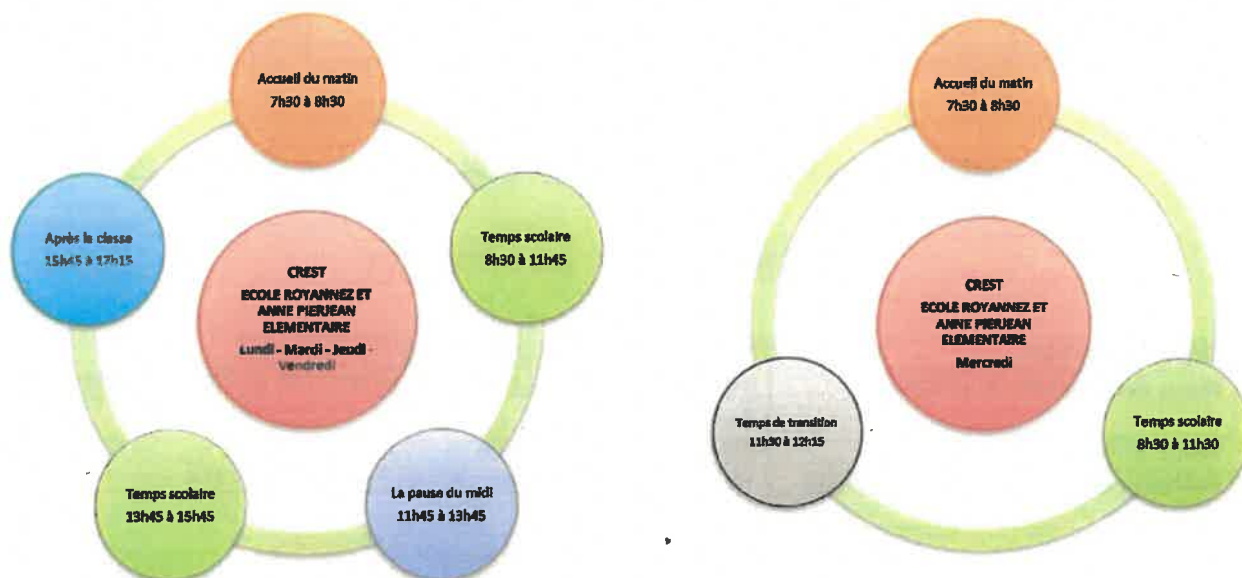 Accueil du matin
7h30 à 8h30
Temps scolaire
8h30 à 11h45
La pause du midi
11h45 à 13h45
Temps scolaire
13h45 à 15h45
Après la classe
15h45 à 17h15
CREST
ECOLE ROYANNEZ ET
ANNE PIERJEAN
ELEMENTAIRE
Lundi - Mardi - Jeudi -
Vendredi
Accueil du matin
7h30 à 8h30
Temps scolaire
8h30 à 11h30
Temps de transition
11h30 à 12h15
CREST
ECOLE ROYANNEZ ET
ANNE PIERJEAN
ELEMENTAIRE
Mercredi